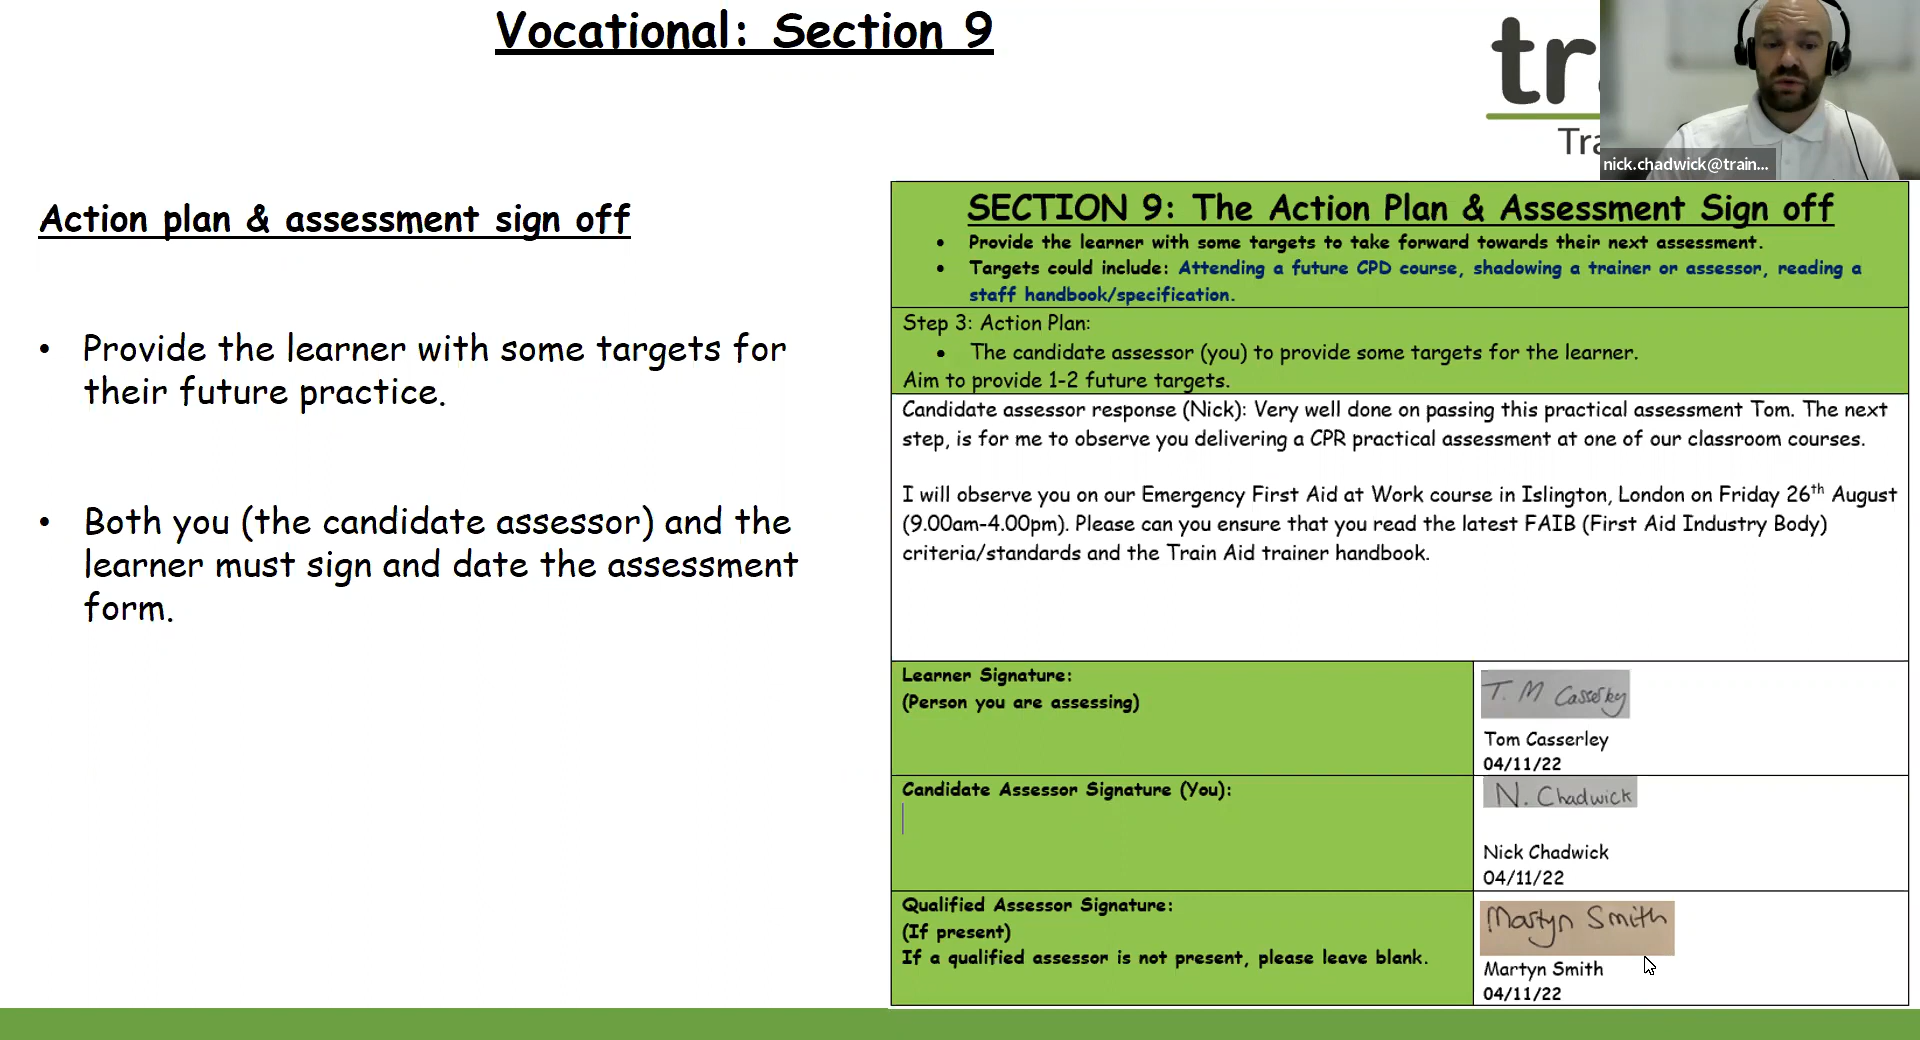 Vocational: Section 9
nick.chadwick@train...
Action plan & assessment sign off
• Provide the learner with some targets for
their future practice.
• Both you (the candidate assessor) and the
learner must sign and date the assessment
form.
SECTION 9: The Action Plan & Assessment Sign off
• Provide the learner with some targets to take forward towards their next assessment.
• Targets could include: Attending a future CPD course, shadowing a trainer or assessor, reading a
staff handbook/specification.
Step 3: Action Plan:
• The candidate assessor (you) to provide some targets for the learner.
Aim to provide 1-2 future targets.
Candidate assessor response (Nick): Very well done on passing this practical assessment Tom. The next
step, is for me to observe you delivering a CPR practical assessment at one of our classroom courses.
I will observe you on our Emergency First Aid at Work course in Islington, London on Friday 26th August
(9.00am-4.00pm). Please can you ensure that you read the latest FAIB (First Aid Industry Body)
criteria/standards and the Train Aid trainer handbook.
Learner Signature:
(Person you are assessing)
T. M Casserley
Tom Casserley
04/11/22
Candidate Assessor Signature (You):
N. Chadwick
Nick Chadwick
04/11/22
Qualified Assessor Signature:
(If present)
If a qualified assessor is not present, please leave blank.
Martyn Smith
Martyn Smith
04/11/22